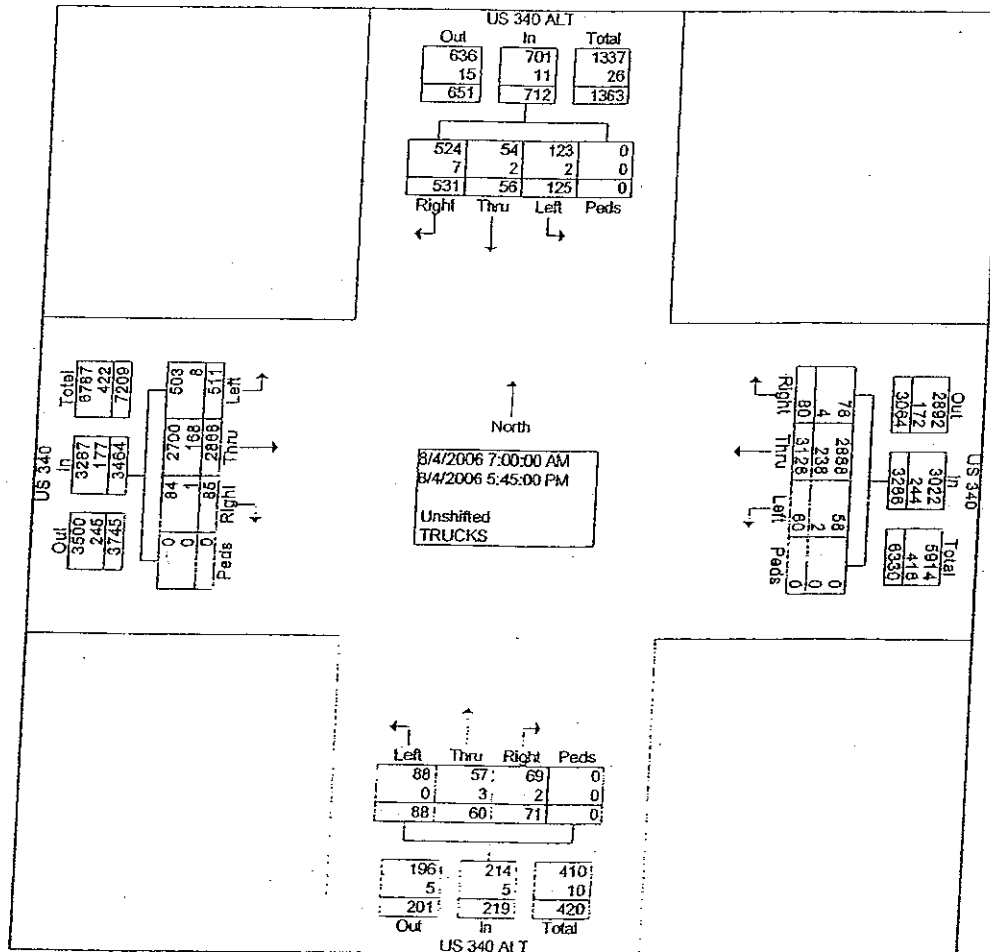 US 340 ALT
Out In Total
636 701 1337
15 11 26
651 712 1363
524 54 123 0
7 2 2 0
531 56 125 0
Right Thru Left Peds
US 340
Total In Out
6787 3287 3500
422 177 245
7209 3464 3745
503 2700 84 0
8 168 1 0
511 2868 85 0
Left Thru Right Peds
North
8/4/2006 7:00:00 AM
8/4/2006 5:45:00 PM
Unshifted
TRUCKS
Right Thru Left Peds
76 2888 58 0
4 238 2 0
80 3126 60 0
Out In Total
2892 3022 5914
172 244 416
3064 3266 6330
US 340
Left Thru Right Peds
88 57 69 0
0 3 2 0
88 60 71 0
196 214 410
5 5 10
201 219 420
Out In Total
US 340 ALT